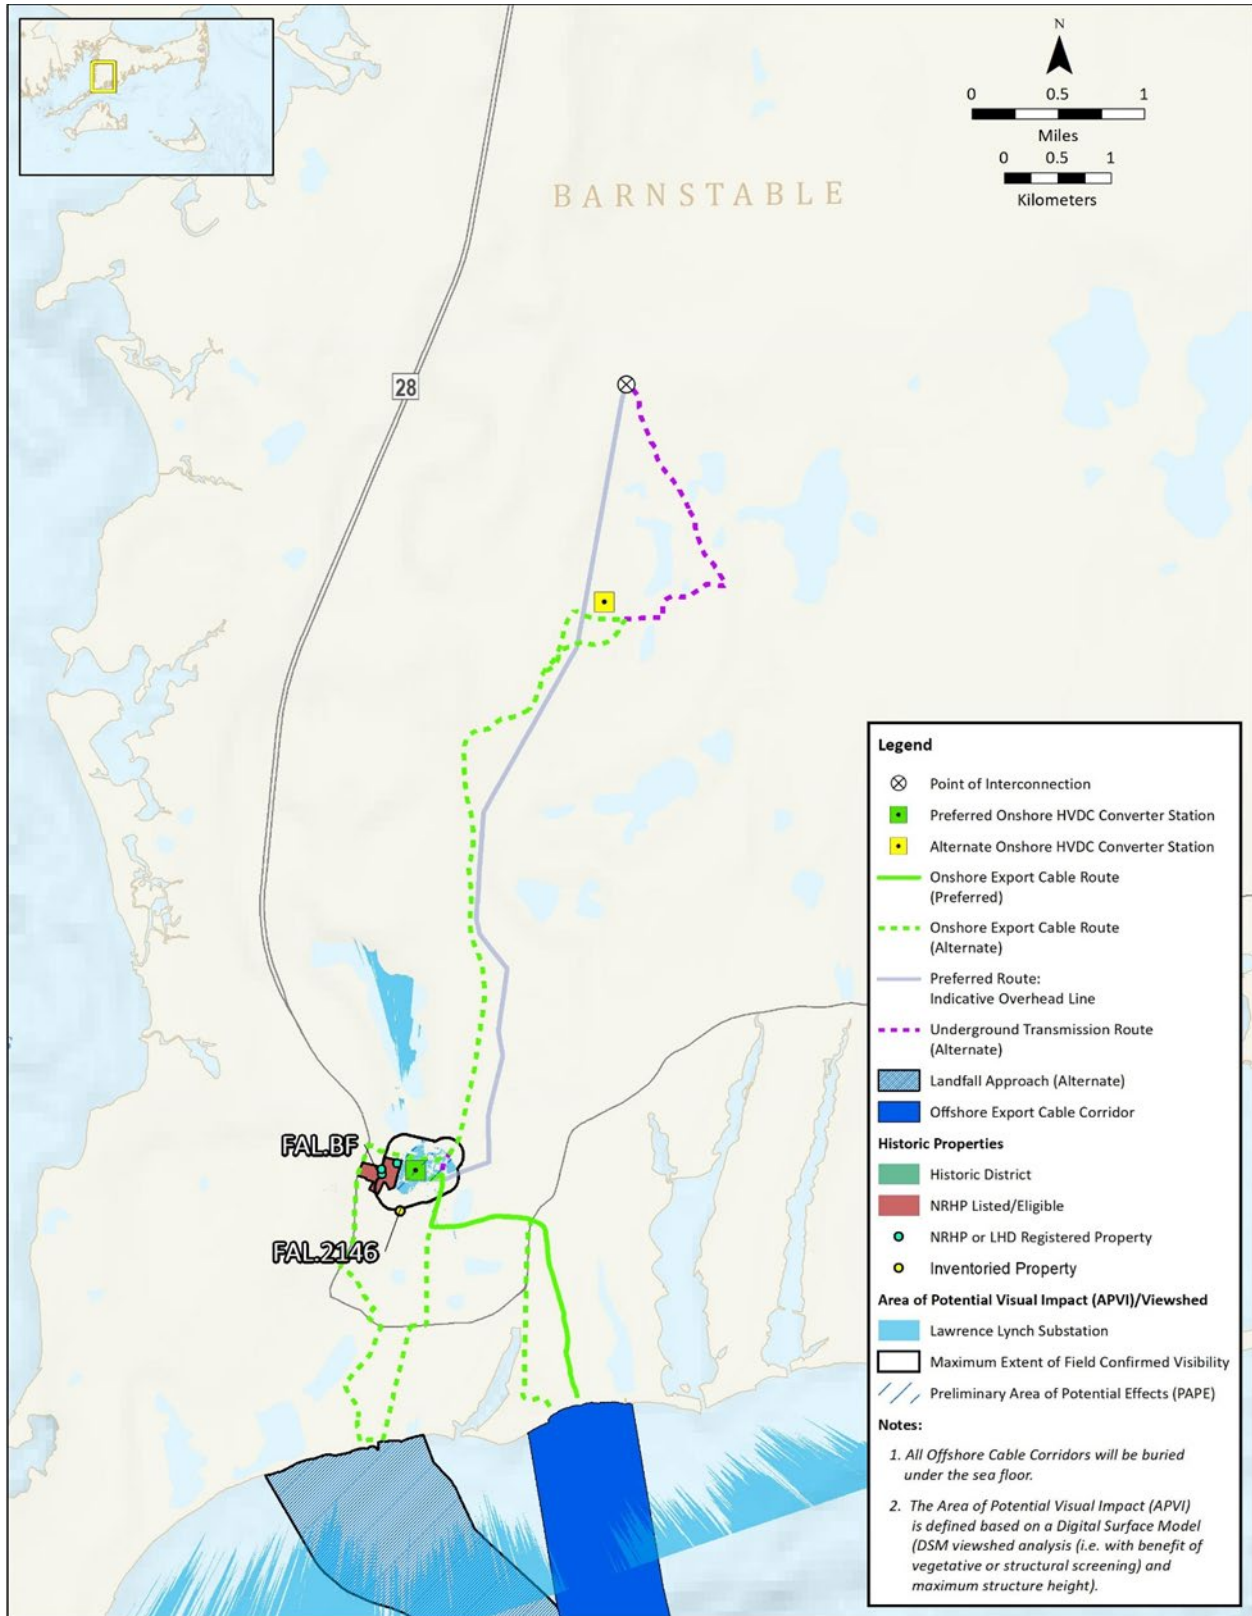 N
0 0.5 1
Miles
0 0.5 1
Kilometers
BARNSTABLE
28
FAL.BF
FAL.2146
Legend
Point of Interconnection
Preferred Onshore HVDC Converter Station
Alternate Onshore HVDC Converter Station
Onshore Export Cable Route
(Preferred)
Onshore Export Cable Route
(Alternate)
Preferred Route:
Indicative Overhead Line
Underground Transmission Route
(Alternate)
Landfall Approach (Alternate)
Offshore Export Cable Corridor
Historic Properties
Historic District
NRHP Listed/Eligible
NRHP or LHD Registered Property
Inventoried Property
Area of Potential Visual Impact (APVI)/Viewshed
Lawrence Lynch Substation
Maximum Extent of Field Confirmed Visibility
Preliminary Area of Potential Effects (PAPE)
Notes:
1. All Offshore Cable Corridors will be buried
under the sea floor.
2. The Area of Potential Visual Impact (APVI)
is defined based on a Digital Surface Model
(DSM viewshed analysis (i.e. with benefit of
vegetative or structural screening) and
maximum structure height).